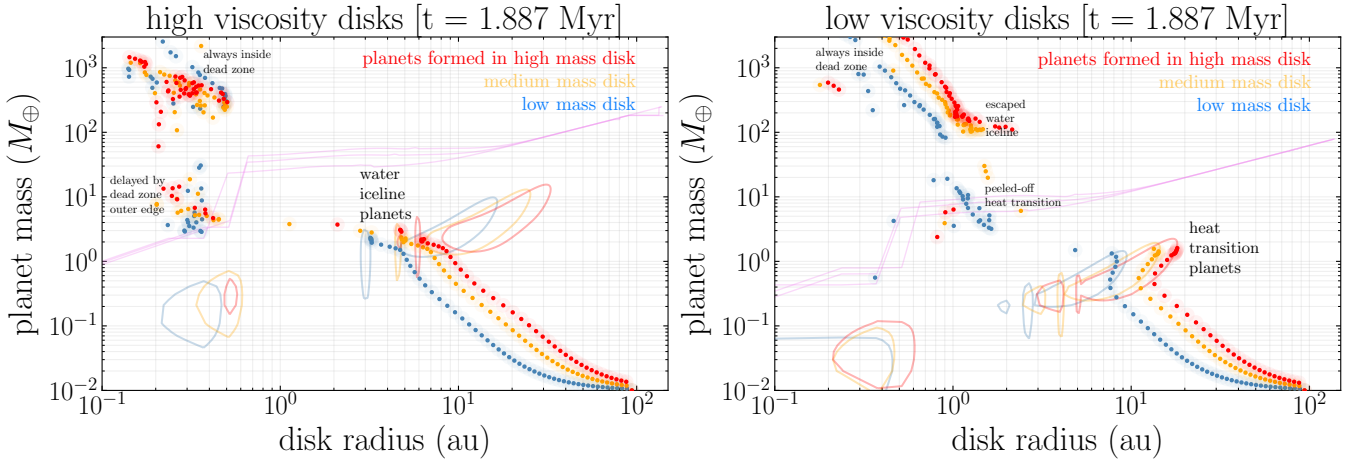 high viscosity disks [t = 1.887 Myr]
planet mass (M⊕)
10³
10²
10¹
10⁰
10⁻¹
10⁻²
always inside
dead zone
planets formed in high mass disk
medium mass disk
low mass disk
delayed by
dead zone
outer edge
water
iceline
planets
10⁻¹
10⁰
10¹
10²
disk radius (au)
low viscosity disks [t = 1.887 Myr]
planet mass (M⊕)
10³
10²
10¹
10⁰
10⁻¹
10⁻²
always inside
dead zone
planets formed in high mass disk
medium mass disk
low mass disk
escaped
water
iceline
peeled-off
heat transition
heat
transition
planets
10⁻¹
10⁰
10¹
10²
disk radius (au)